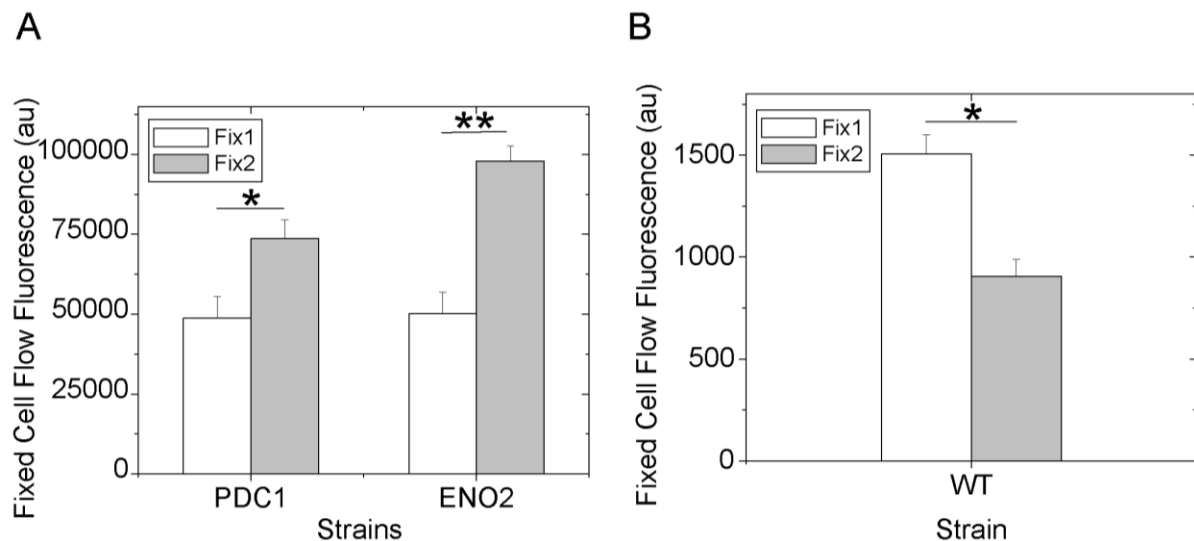 A
Fixed Cell Flow Fluorescence (au)
100000
75000
50000
25000
0
Fix1
Fix2
*
**
PDC1 ENO2
Strains
B
Fixed Cell Flow Fluorescence (au)
1500
1000
500
0
Fix1
Fix2
*
WT
Strain